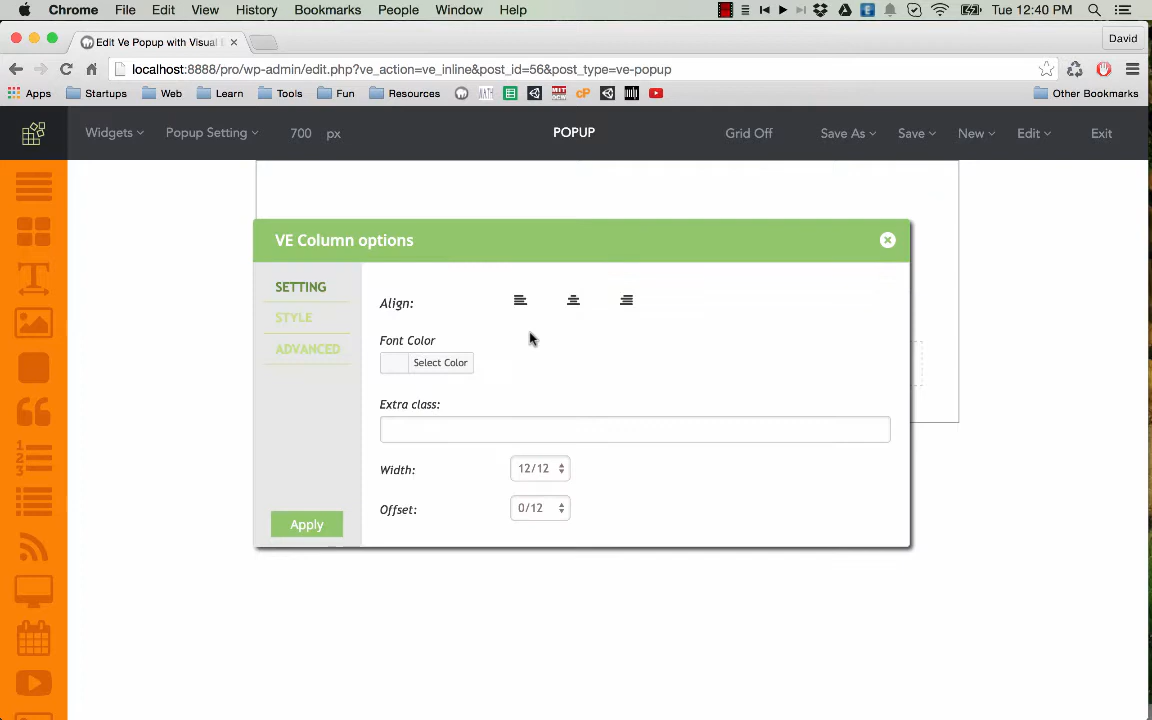 Chrome File Edit View History Bookmarks People Window Help Tue 12:40 PM
Edit Ve Popup with Visual David
localhost:8888/pro/wp-admin/edit.php?ve_action=ve_inline&post_id=56&post_type=ve-popup
Apps Startups Web Learn Tools Fun Resources Other Bookmarks
Widgets Popup Setting 700 px POPUP Grid Off Save As Save New Edit Exit
VE Column options
SETTING
STYLE
ADVANCED
Apply
Align:
Font Color
Select Color
Extra class:
Width: 12/12
Offset: 0/12